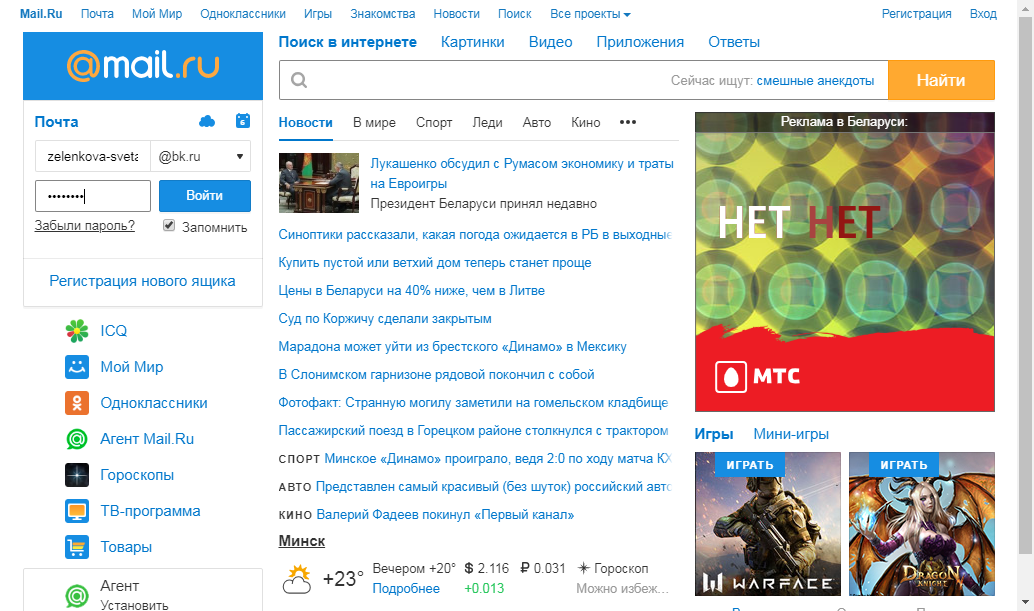 Mail.Ru Почта Мой Мир Одноклассники Игры Знакомства Новости Поиск Все проекты Регистрация Вход
@mail.ru
Почта
6
zelenkova-sveta @bk.ru
•••••••• Войти
Забыли пароль? Запомнить
Регистрация нового ящика
ICQ
Мой Мир
Одноклассники
Агент Mail.Ru
Гороскопы
ТВ-программа
Товары
Агент
Установить
Поиск в интернете Картинки Видео Приложения Ответы
Сейчас ищут: смешные анекдоты Найти
Новости В мире Спорт Леди Авто Кино •••
Лукашенко обсудил с Румасом экономику и траты
на Евроигры
Президент Беларуси принял недавно
Синоптики рассказали, какая погода ожидается в РБ в выходные
Купить пустой или ветхий дом теперь станет проще
Цены в Беларуси на 40% ниже, чем в Литве
Суд по Коржичу сделали закрытым
Марадона может уйти из брестского «Динамо» в Мексику
В Слонимском гарнизоне рядовой покончил с собой
Фотофакт: Странную могилу заметили на гомельском кладбище
Пассажирский поезд в Горецком районе столкнулся с трактором
СПОРТ Минское «Динамо» проиграло, ведя 2:0 по ходу матча КХ
АВТО Представлен самый красивый (без шуток) российский авто
КИНО Валерий Фадеев покинул «Первый канал»
Минск
+23° Вечером +20° $ 2.116 ₽ 0.031 Гороскоп
Подробнее +0.013 Можно избеж...
Реклама в Беларуси:
НЕТ НЕТ
МТС
Игры Мини-игры
ИГРАТЬ ИГРАТЬ
WARFACE DRAGON
KNIGHT